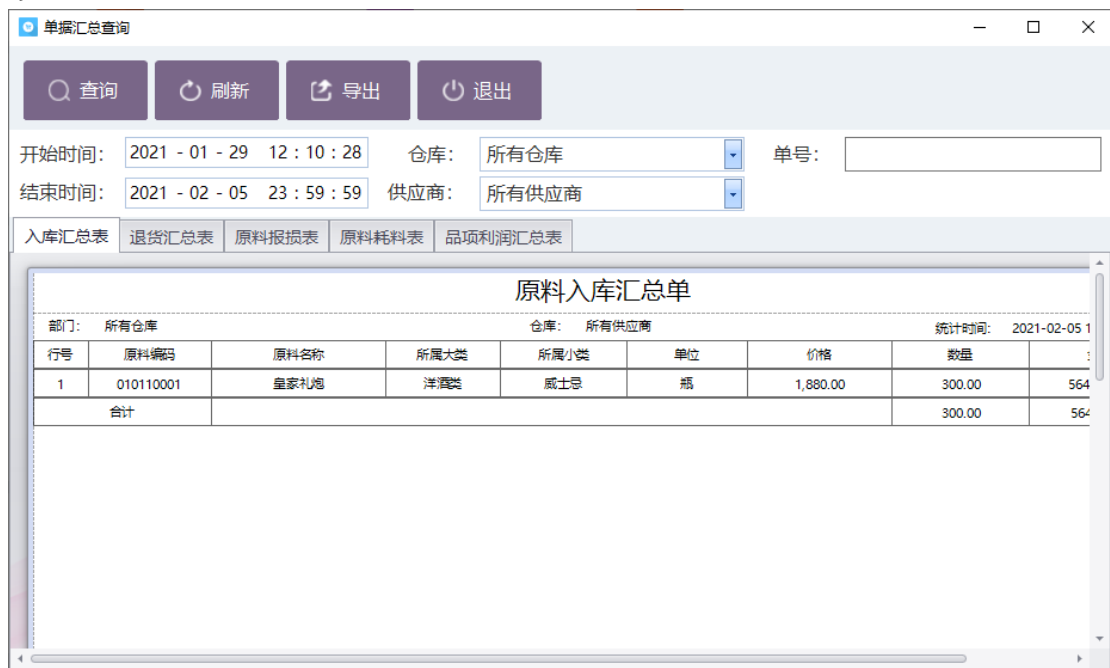 单据汇总查询
查询 刷新 导出 退出
开始时间： 2021 - 01 - 29 12 : 10 : 28 仓库： 所有仓库 单号：
结束时间： 2021 - 02 - 05 23 : 59 : 59 供应商： 所有供应商
入库汇总表 退货汇总表 原料报损表 原料耗料表 品项利润汇总表
原料入库汇总单
部门： 所有仓库 仓库： 所有供应商 统计时间： 2021-02-05 1
行号 原料编码 原料名称 所属大类 所属小类 单位 价格 数量
1 010110001 皇家礼炮 洋酒类 威士忌 瓶 1,880.00 300.00 564
合计 300.00 564